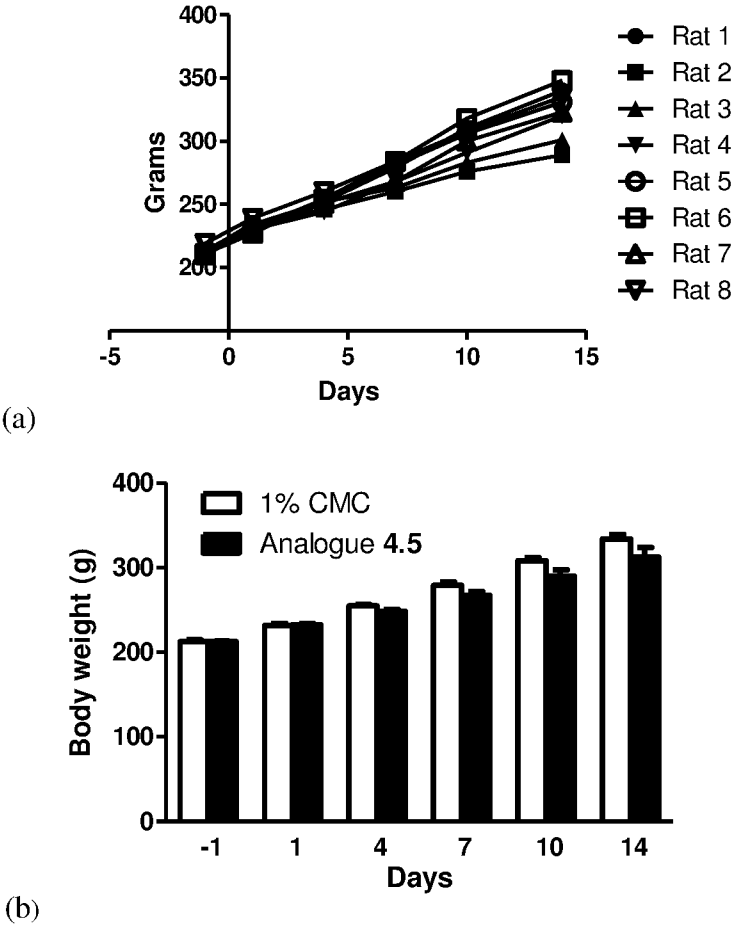 400
350
300
250
200
Grams
-5 0 5 10 15
Days
Rat 1
Rat 2
Rat 3
Rat 4
Rat 5
Rat 6
Rat 7
Rat 8
(a)
400
300
200
100
0
Body weight (g)
1% CMC
Analogue 4.5
-1 1 4 7 10 14
Days
(b)